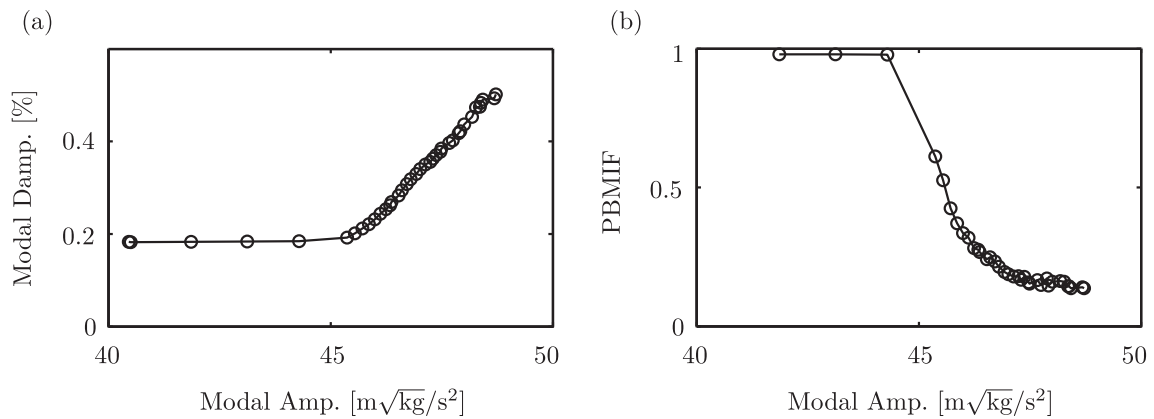 (a)
Modal Damp. [%]
0.4
0.2
0
40
45
50
Modal Amp. [m√kg/s²]
(b)
PBMIF
1
0.5
0
40
45
50
Modal Amp. [m√kg/s²]